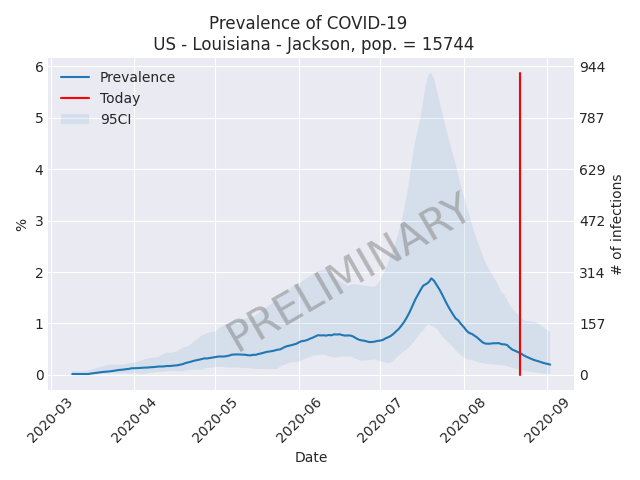 Prevalence of COVID-19
US - Louisiana - Jackson, pop. = 15744
Prevalence
Today
95CI
6
5
4
3
2
1
0
%
944
787
629
472
314
157
0
# of infections
PRELIMINARY
2020-03
2020-04
2020-05
2020-06
2020-07
2020-08
2020-09
Date